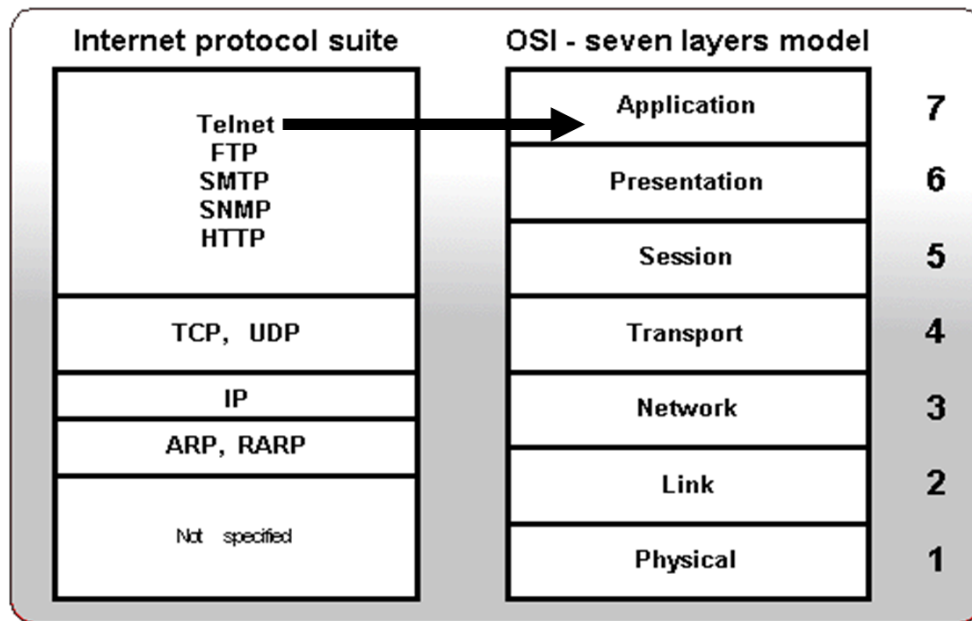 Internet protocol suite
Telnet
FTP
SMTP
SNMP
HTTP
TCP, UDP
IP
ARP, RARP
Not specified
OSI - seven layers model
Application 7
Presentation 6
Session 5
Transport 4
Network 3
Link 2
Physical 1